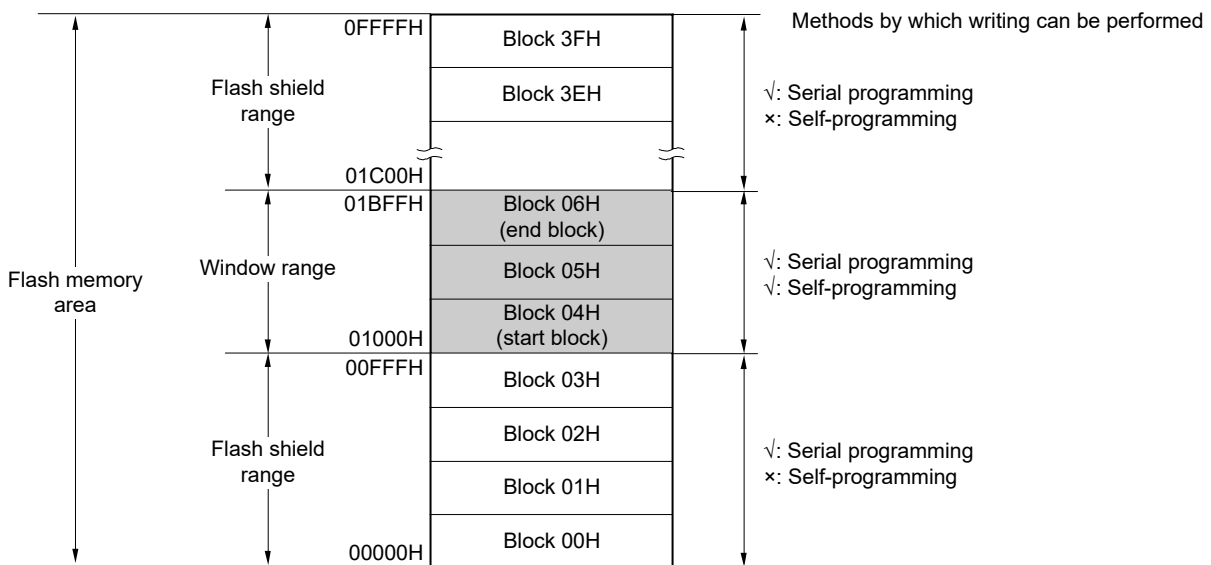 Methods by which writing can be performed
0FFFFH
Block 3FH
Flash shield
range
Block 3EH
√: Serial programming
×: Self-programming
01C00H
01BFFH
Block 06H
(end block)
Flash memory
area
Window range
Block 05H
√: Serial programming
√: Self-programming
Block 04H
(start block)
01000H
00FFFH
Block 03H
Block 02H
Flash shield
range
√: Serial programming
×: Self-programming
Block 01H
Block 00H
00000H